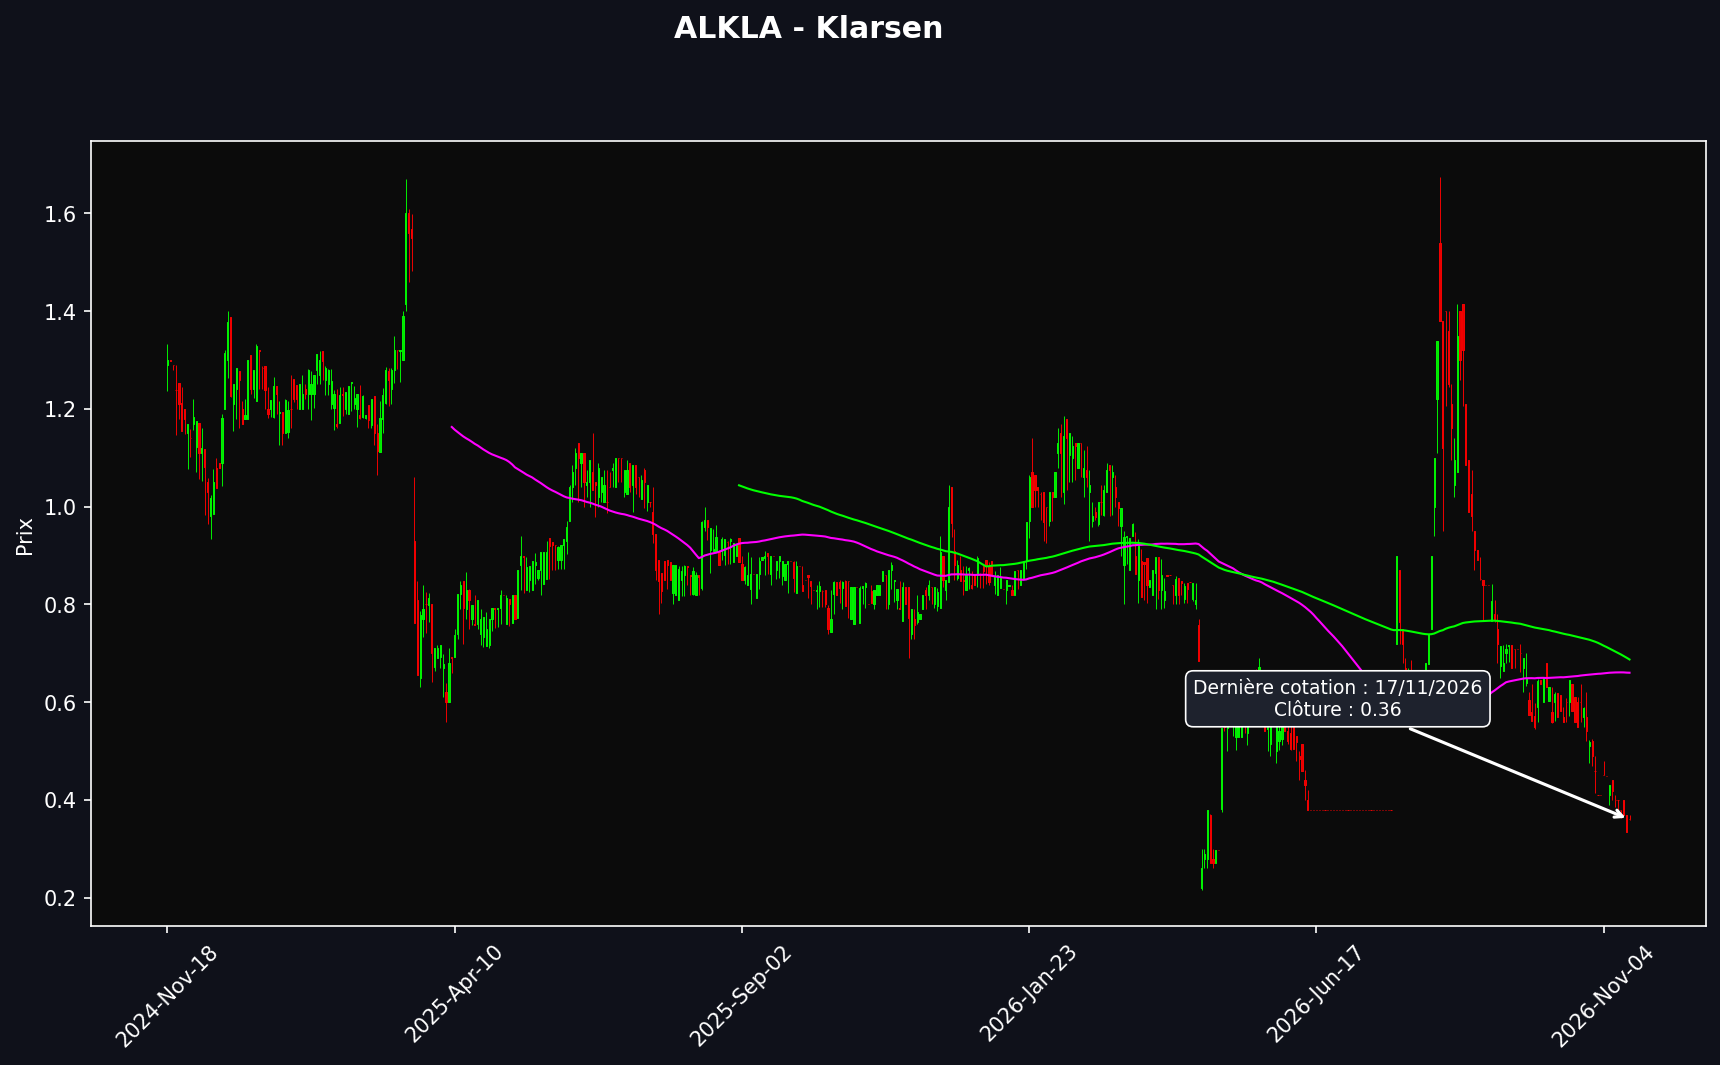 ALKLA - Klarsen
Prix
1.6
1.4
1.2
1.0
0.8
0.6
0.4
0.2
Dernière cotation : 17/11/2026
Clôture : 0.36
2024-Nov-18
2025-Apr-10
2025-Sep-02
2026-Jan-23
2026-Jun-17
2026-Nov-04